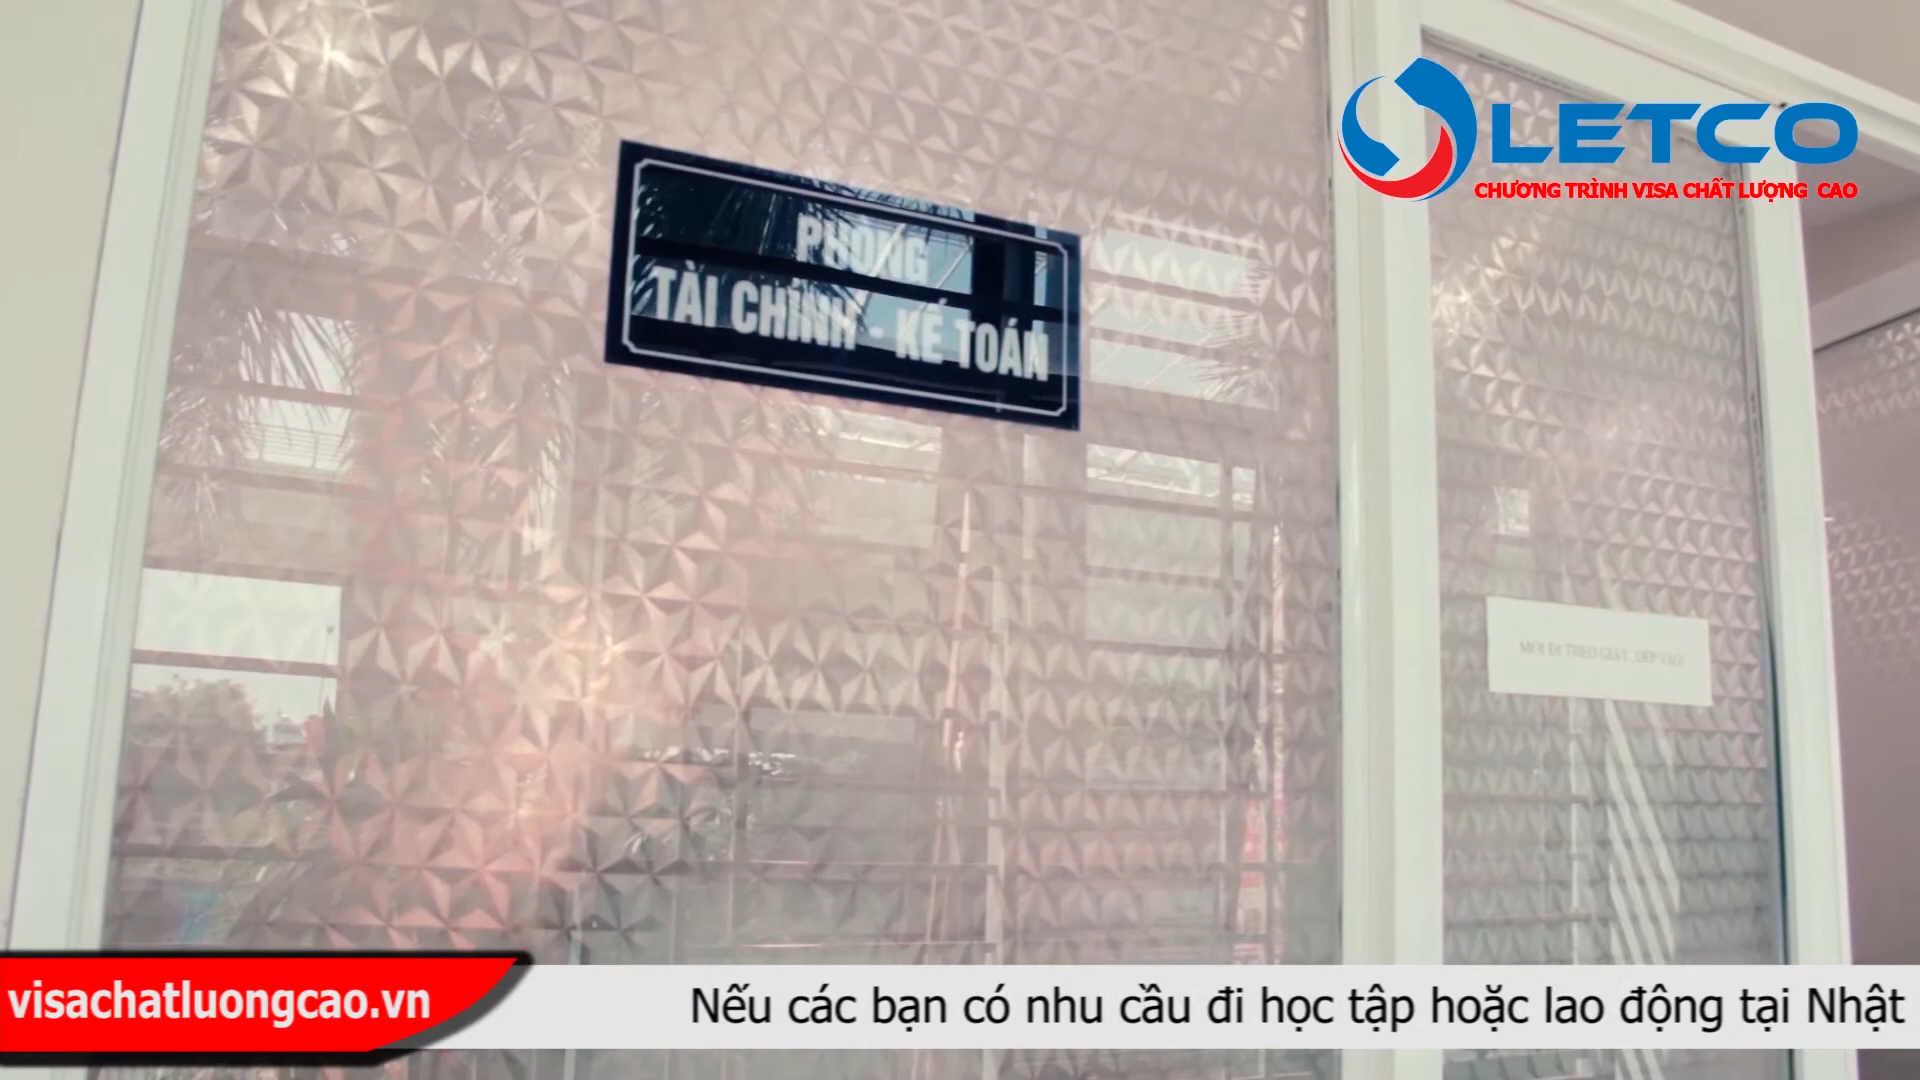 LETCO
CHƯƠNG TRÌNH VISA CHẤT LƯỢNG CAO
PHÒNG
TÀI CHÍNH - KẾ TOÁN
visachatluongcao.vn
Nếu các bạn có nhu cầu đi học tập hoặc lao động tại Nhật